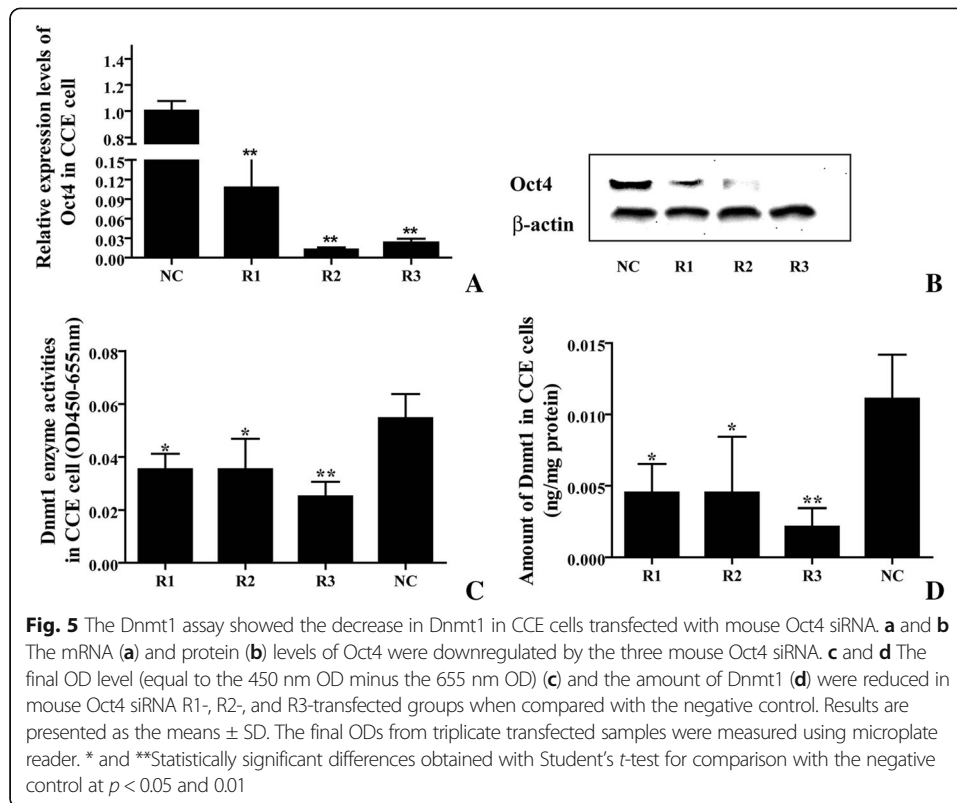 Relative expression levels of
Oct4 in CCE cell
1.4
1.2
1.0
0.8
0.15
0.12
0.09
0.06
0.03
0.00
**
**
**
NC R1 R2 R3
A
Oct4
β-actin
NC R1 R2 R3
B
Dnmt1 enzyme activities
in CCE cell (OD450-655nm)
0.08
0.06
0.04
0.02
0.00
*
*
**
R1 R2 R3 NC
C
Amount of Dnmt1 in CCE cells
(ng/mg protein)
0.015
0.010
0.005
0.000
*
*
**
R1 R2 R3 NC
D
Fig. 5 The Dnmt1 assay showed the decrease in Dnmt1 in CCE cells transfected with mouse Oct4 siRNA. a and b
The mRNA (a) and protein (b) levels of Oct4 were downregulated by the three mouse Oct4 siRNA. c and d The
final OD level (equal to the 450 nm OD minus the 655 nm OD) (c) and the amount of Dnmt1 (d) were reduced in
mouse Oct4 siRNA R1-, R2-, and R3-transfected groups when compared with the negative control. Results are
presented as the means ± SD. The final ODs from triplicate transfected samples were measured using microplate
reader. * and **Statistically significant differences obtained with Student's t-test for comparison with the negative
control at p < 0.05 and 0.01